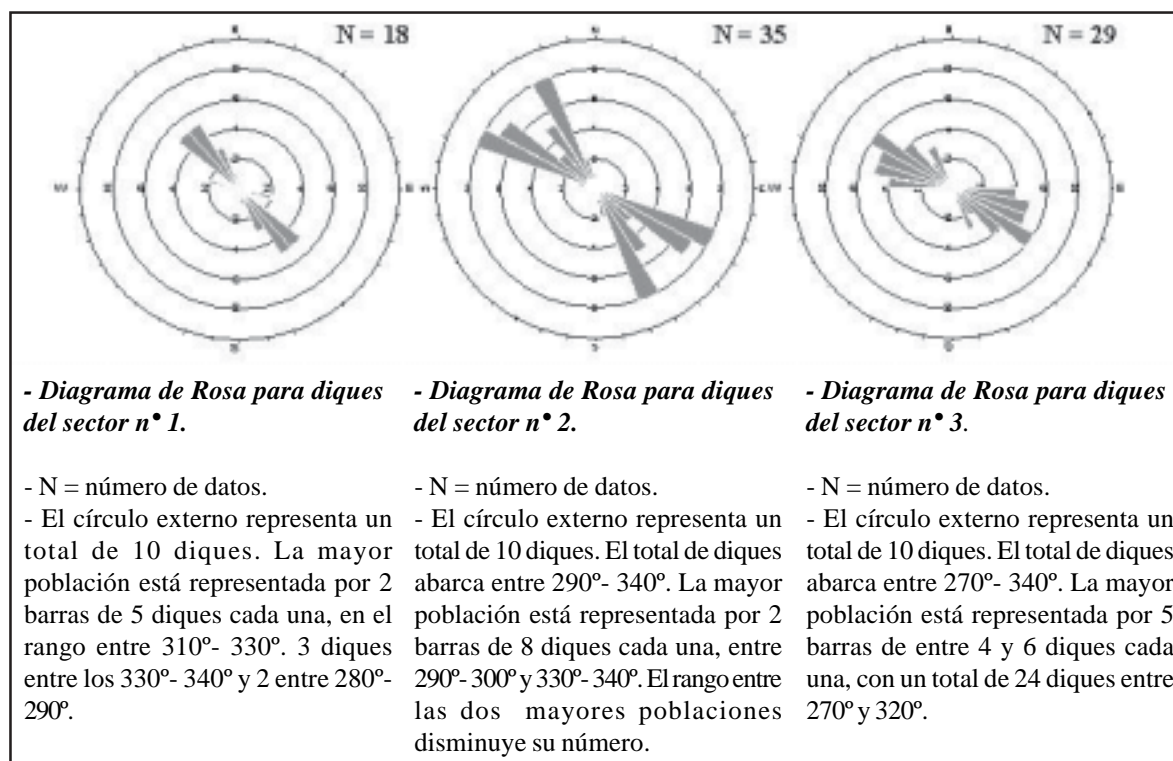 N = 18
N = 35
N = 29
- Diagrama de Rosa para diques
del sector n° 1.
- N = número de datos.
- El círculo externo representa un
total de 10 diques. La mayor
población está representada por 2
barras de 5 diques cada una, en el
rango entre 310º- 330º. 3 diques
entre los 330º- 340º y 2 entre 280º-
290º.
- Diagrama de Rosa para diques
del sector n° 2.
- N = número de datos.
- El círculo externo representa un
total de 10 diques. El total de diques
abarca entre 290º- 340º. La mayor
población está representada por 2
barras de 8 diques cada una, entre
290º- 300º y 330º- 340º. El rango entre
las dos mayores poblaciones
disminuye su número.
- Diagrama de Rosa para diques
del sector n° 3.
- N = número de datos.
- El círculo externo representa un
total de 10 diques. El total de diques
abarca entre 270º- 340º. La mayor
población está representada por 5
barras de entre 4 y 6 diques cada
una, con un total de 24 diques entre
270º y 320º.